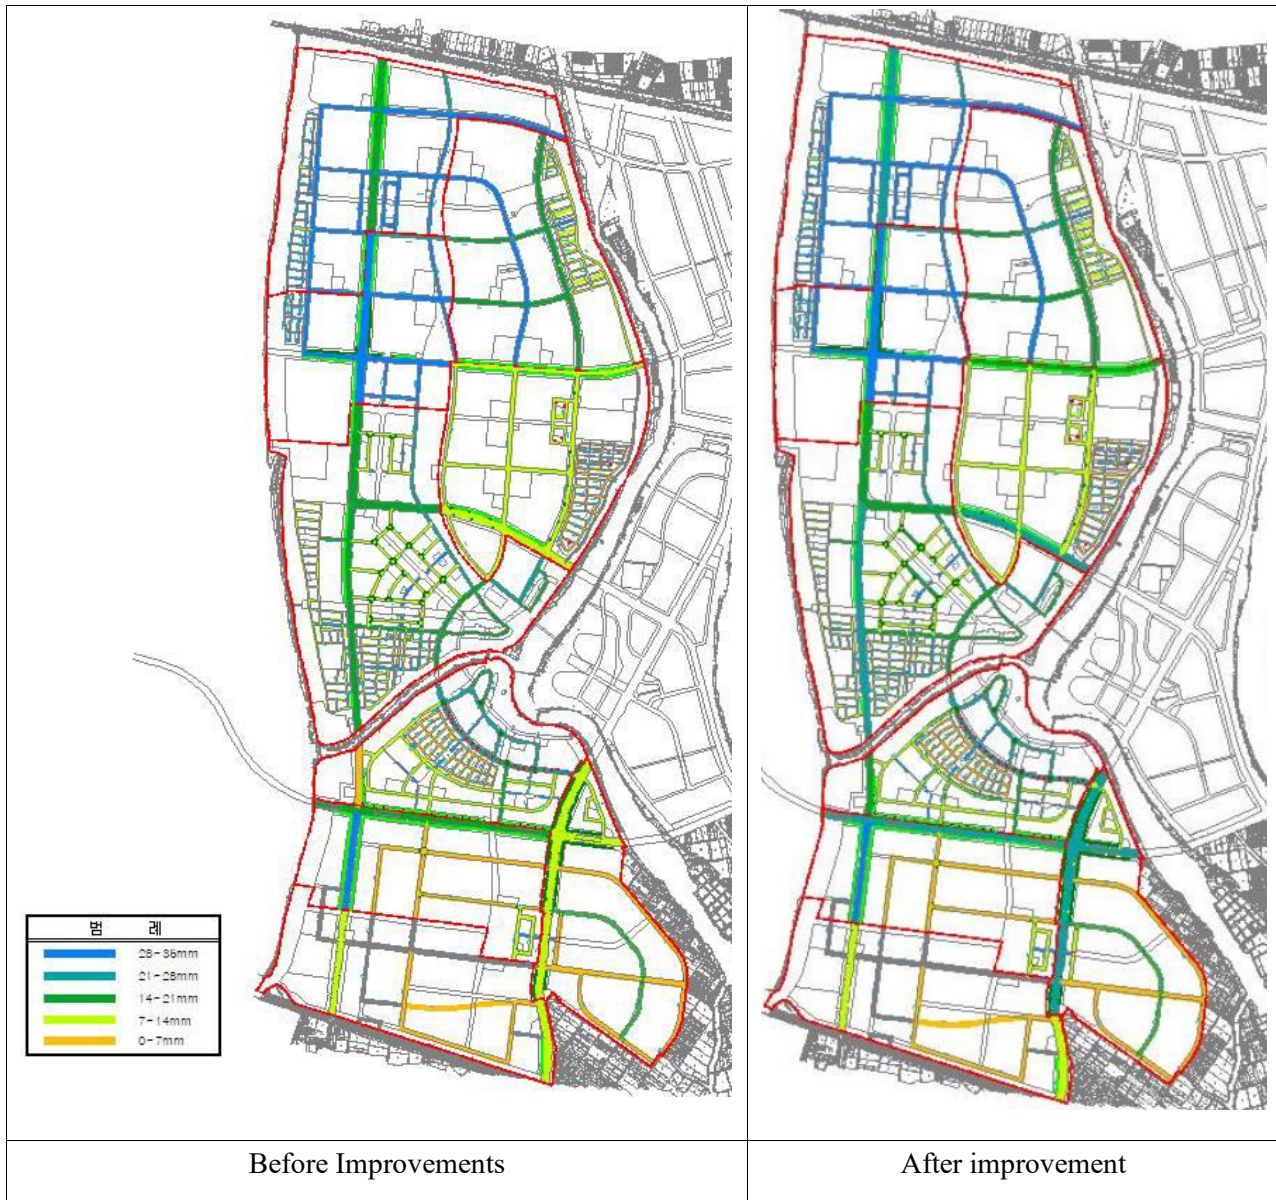 범 례
28-35mm
21-28mm
14-21mm
7-14mm
0-7mm
Before Improvements
After improvement